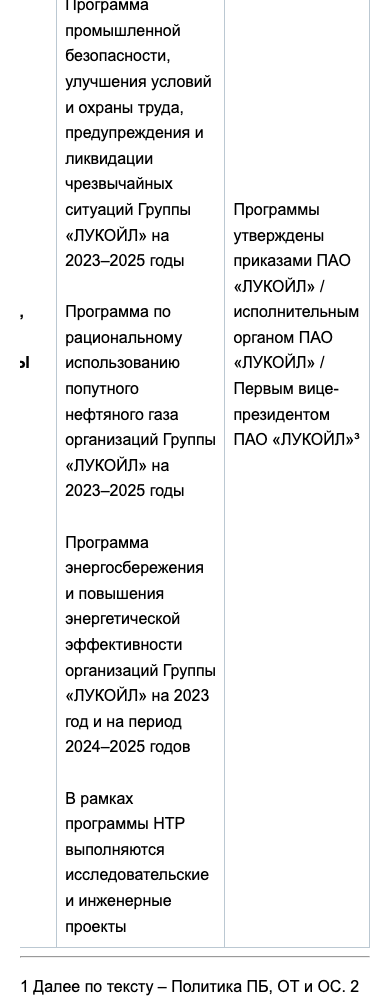 Программа
промышленной
безопасности,
улучшения условий
и охраны труда,
предупреждения и
ликвидации
чрезвычайных
ситуаций Группы
«ЛУКОЙЛ» на
2023–2025 годы
Программа по
рациональному
использованию
попутного
нефтяного газа
организаций Группы
«ЛУКОЙЛ» на
2023–2025 годы
Программа
энергосбережения
и повышения
энергетической
эффективности
организаций Группы
«ЛУКОЙЛ» на 2023
год и на период
2024–2025 годов
В рамках
программы НТР
выполняются
исследовательские
и инженерные
проекты
Программы
утверждены
приказами ПАО
«ЛУКОЙЛ» /
исполнительным
органом ПАО
«ЛУКОЙЛ» /
Первым вице-
президентом
ПАО «ЛУКОЙЛ»³
1 Далее по тексту – Политика ПБ, ОТ и ОС. 2